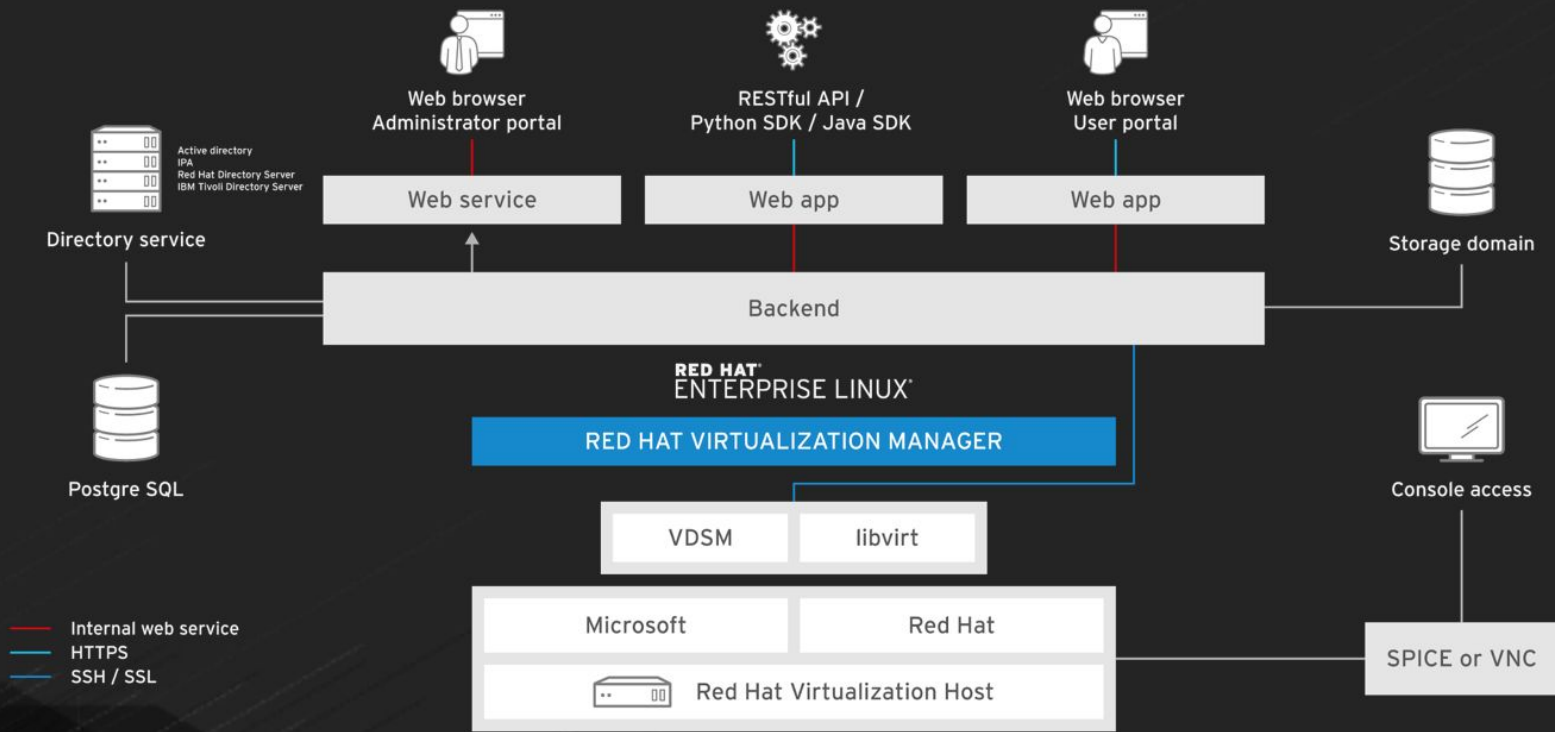 Web browser
Administrator portal
RESTful API /
Python SDK / Java SDK
Web browser
User portal
Active directory
IPA
Red Hat Directory Server
IBM Tivoli Directory Server
Directory service
Web service
Web app
Web app
Storage domain
Backend
RED HAT®
ENTERPRISE LINUX®
RED HAT VIRTUALIZATION MANAGER
Postgre SQL
Console access
VDSM
libvirt
Microsoft
Red Hat
Red Hat Virtualization Host
SPICE or VNC
Internal web service
HTTPS
SSH / SSL